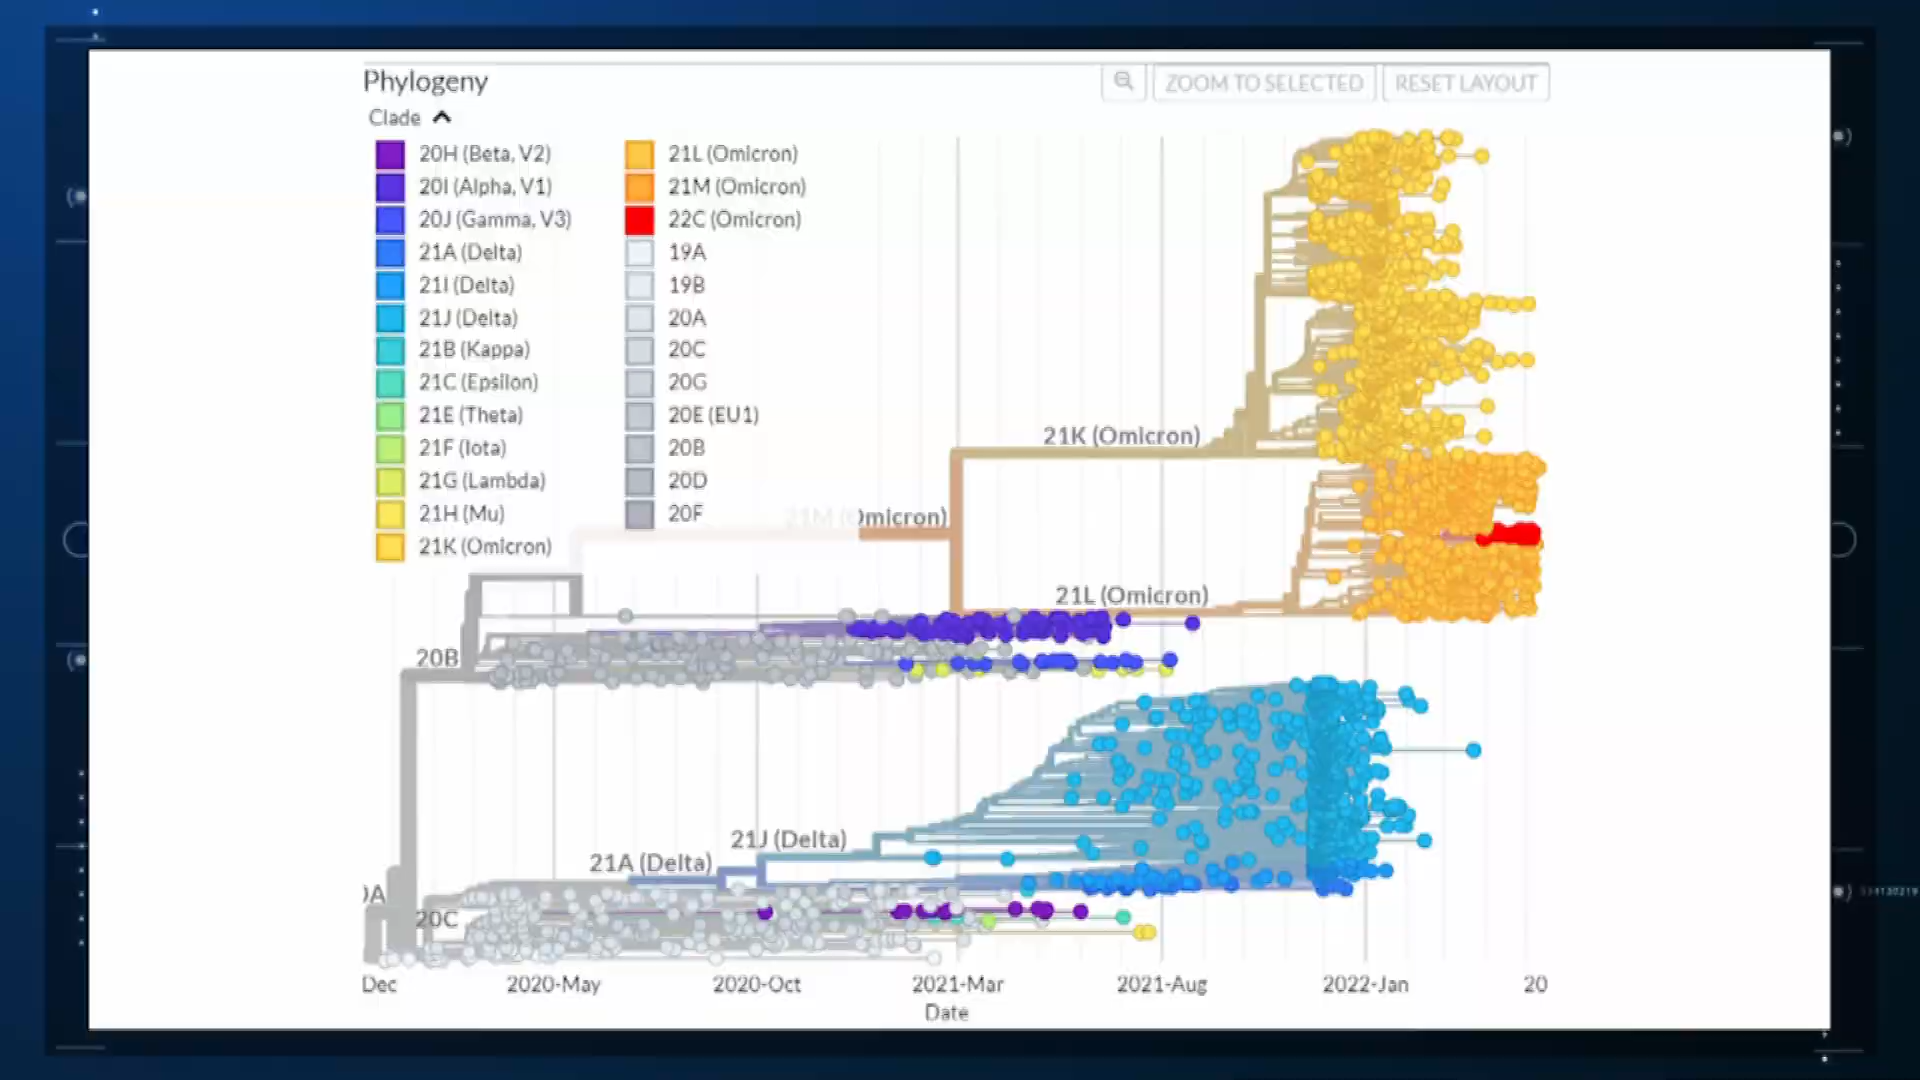 Phylogeny
ZOOM TO SELECTED
RESET LAYOUT
Clade
20H (Beta, V2)
20I (Alpha, V1)
20J (Gamma, V3)
21A (Delta)
21I (Delta)
21J (Delta)
21B (Kappa)
21C (Epsilon)
21E (Theta)
21F (Iota)
21G (Lambda)
21H (Mu)
21K (Omicron)
21L (Omicron)
21M (Omicron)
22C (Omicron)
19A
19B
20A
20C
20G
20E (EU1)
20B
20D
20F
21K (Omicron)
21M (Omicron)
21L (Omicron)
20B
21J (Delta)
21A (Delta)
0A
20C
Dec
2020-May
2020-Oct
2021-Mar
2021-Aug
2022-Jan
20
Date